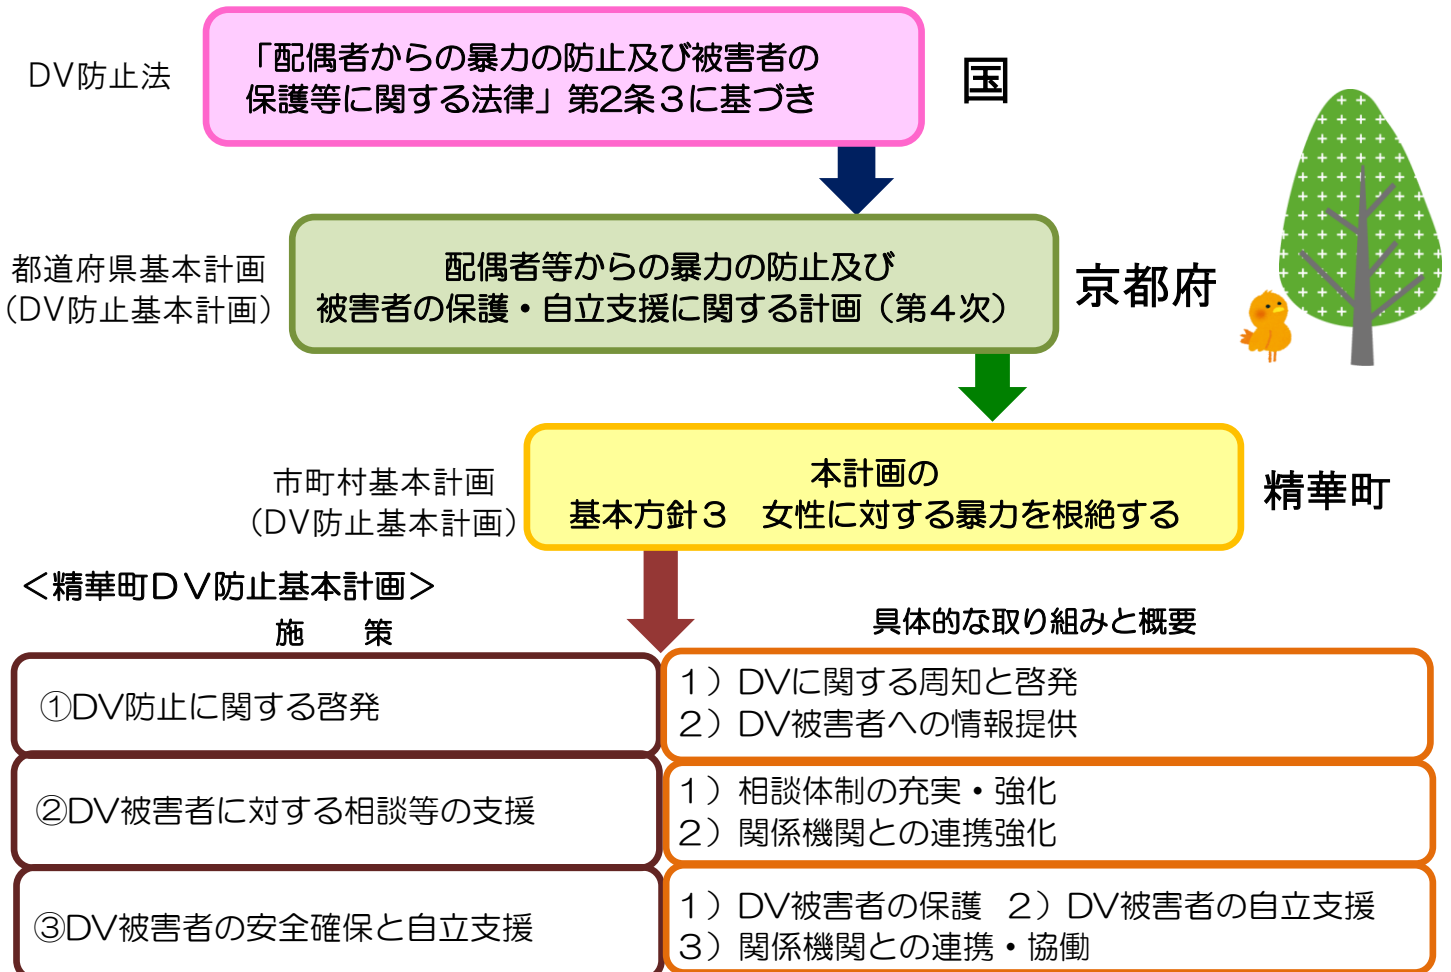 DV防止法
「配偶者からの暴力の防止及び被害者の
保護等に関する法律」第2条３に基づき
国
都道府県基本計画
（DV防止基本計画）
配偶者等からの暴力の防止及び
被害者の保護・自立支援に関する計画（第４次）
京都府
市町村基本計画
（DV防止基本計画）
本計画の
基本方針３　女性に対する暴力を根絶する
精華町
＜精華町ＤＶ防止基本計画＞
施　　策
具体的な取り組みと概要
①DV防止に関する啓発
１）DVに関する周知と啓発
２）DV被害者への情報提供
②DV被害者に対する相談等の支援
１）相談体制の充実・強化
２）関係機関との連携強化
③DV被害者の安全確保と自立支援
１）DV被害者の保護　２）DV被害者の自立支援
３）関係機関との連携・協働